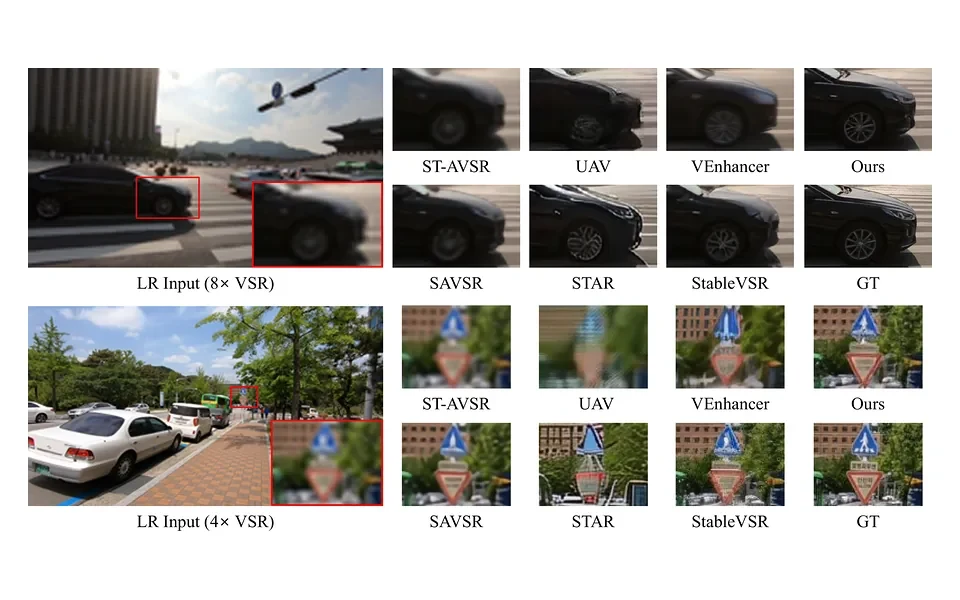 ST-AVSR
UAV
VEnhancer
Ours
LR Input (8× VSR)
SAVSR
STAR
StableVSR
GT
ST-AVSR
UAV
VEnhancer
Ours
LR Input (4× VSR)
SAVSR
STAR
StableVSR
GT